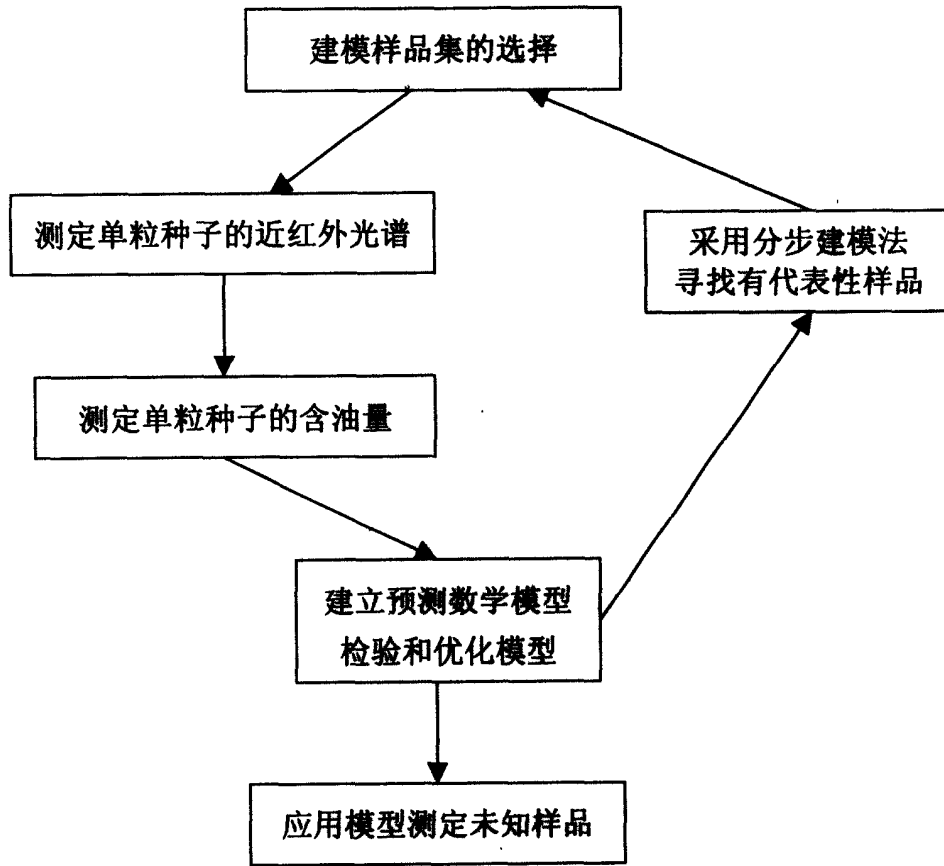 建模样品集的选择
测定单粒种子的近红外光谱
采用分步建模法
寻找有代表性样品
测定单粒种子的含油量
建立预测数学模型
检验和优化模型
应用模型测定未知样品